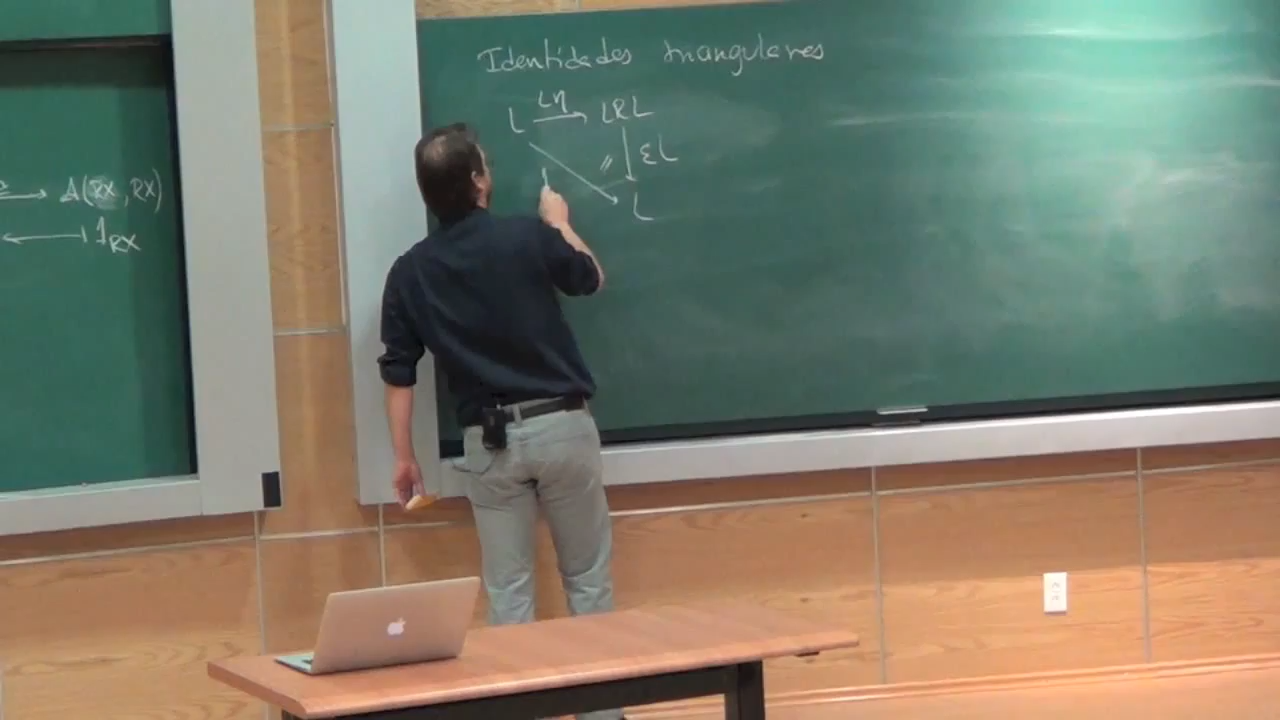 Identidades triangulares
Lη
L → LRL
εL
L
𝔸(RX, RX)
1RX